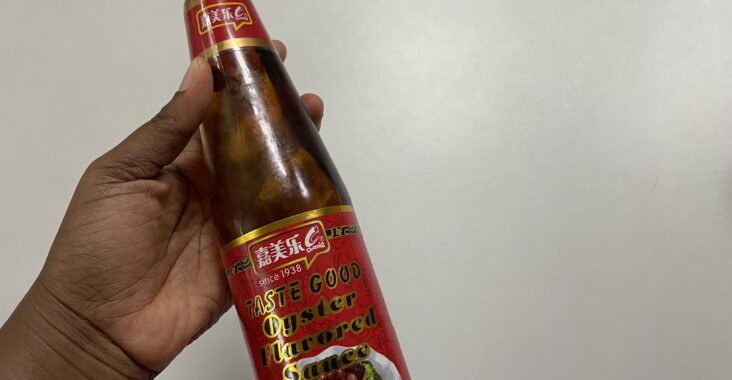 嘉美乐
嘉美乐
since 1938
TASTE GOOD
Oyster
Flavored
Sauce